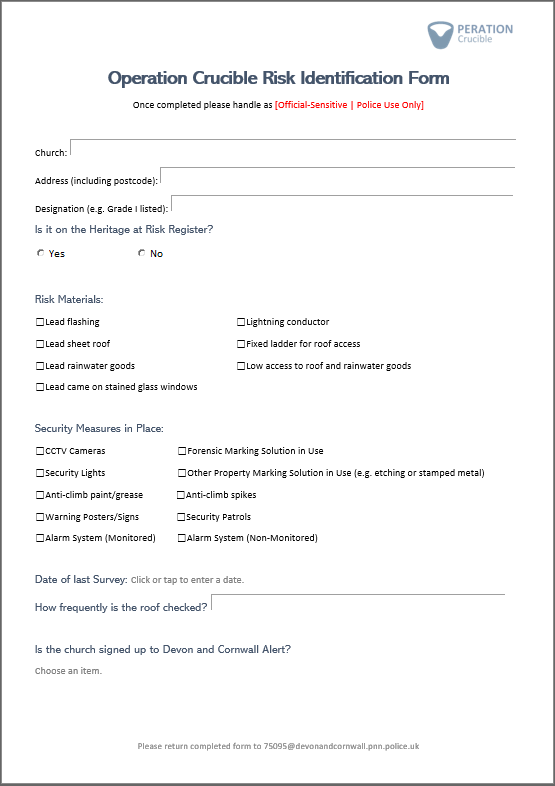 PERATION
Crucible
Operation Crucible Risk Identification Form
Once completed please handle as [Official-Sensitive | Police Use Only]
Church:
Address (including postcode):
Designation (e.g. Grade I listed):
Is it on the Heritage at Risk Register?
Yes No
Risk Materials:
Lead flashing Lightning conductor
Lead sheet roof Fixed ladder for roof access
Lead rainwater goods Low access to roof and rainwater goods
Lead came on stained glass windows
Security Measures in Place:
CCTV Cameras Forensic Marking Solution in Use
Security Lights Other Property Marking Solution in Use (e.g. etching or stamped metal)
Anti-climb paint/grease Anti-climb spikes
Warning Posters/Signs Security Patrols
Alarm System (Monitored) Alarm System (Non-Monitored)
Date of last Survey: Click or tap to enter a date.
How frequently is the roof checked?
Is the church signed up to Devon and Cornwall Alert?
Choose an item.
Please return completed form to 75095@devonandcornwall.pnn.police.uk